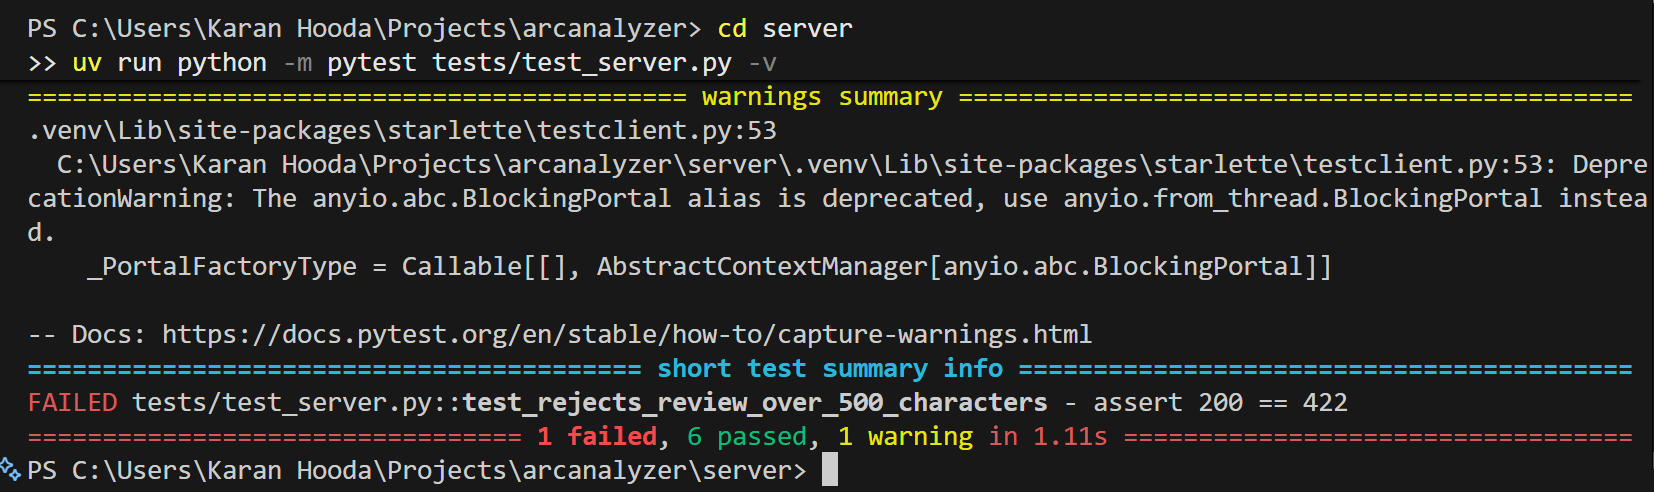 PS C:\Users\Karan Hooda\Projects\arcanalyzer> cd server
>> uv run python -m pytest tests/test_server.py -v
============================================ warnings summary =============================================
.venv\Lib\site-packages\starlette\testclient.py:53
  C:\Users\Karan Hooda\Projects\arcanalyzer\server\.venv\Lib\site-packages\starlette\testclient.py:53: Depre
cationWarning: The anyio.abc.BlockingPortal alias is deprecated, use anyio.from_thread.BlockingPortal instea
d.
    _PortalFactoryType = Callable[[], AbstractContextManager[anyio.abc.BlockingPortal]]
-- Docs: https://docs.pytest.org/en/stable/how-to/capture-warnings.html
========================================= short test summary info =========================================
FAILED tests/test_server.py::test_rejects_review_over_500_characters - assert 200 == 422
================================= 1 failed, 6 passed, 1 warning in 1.11s ==================================
PS C:\Users\Karan Hooda\Projects\arcanalyzer\server>